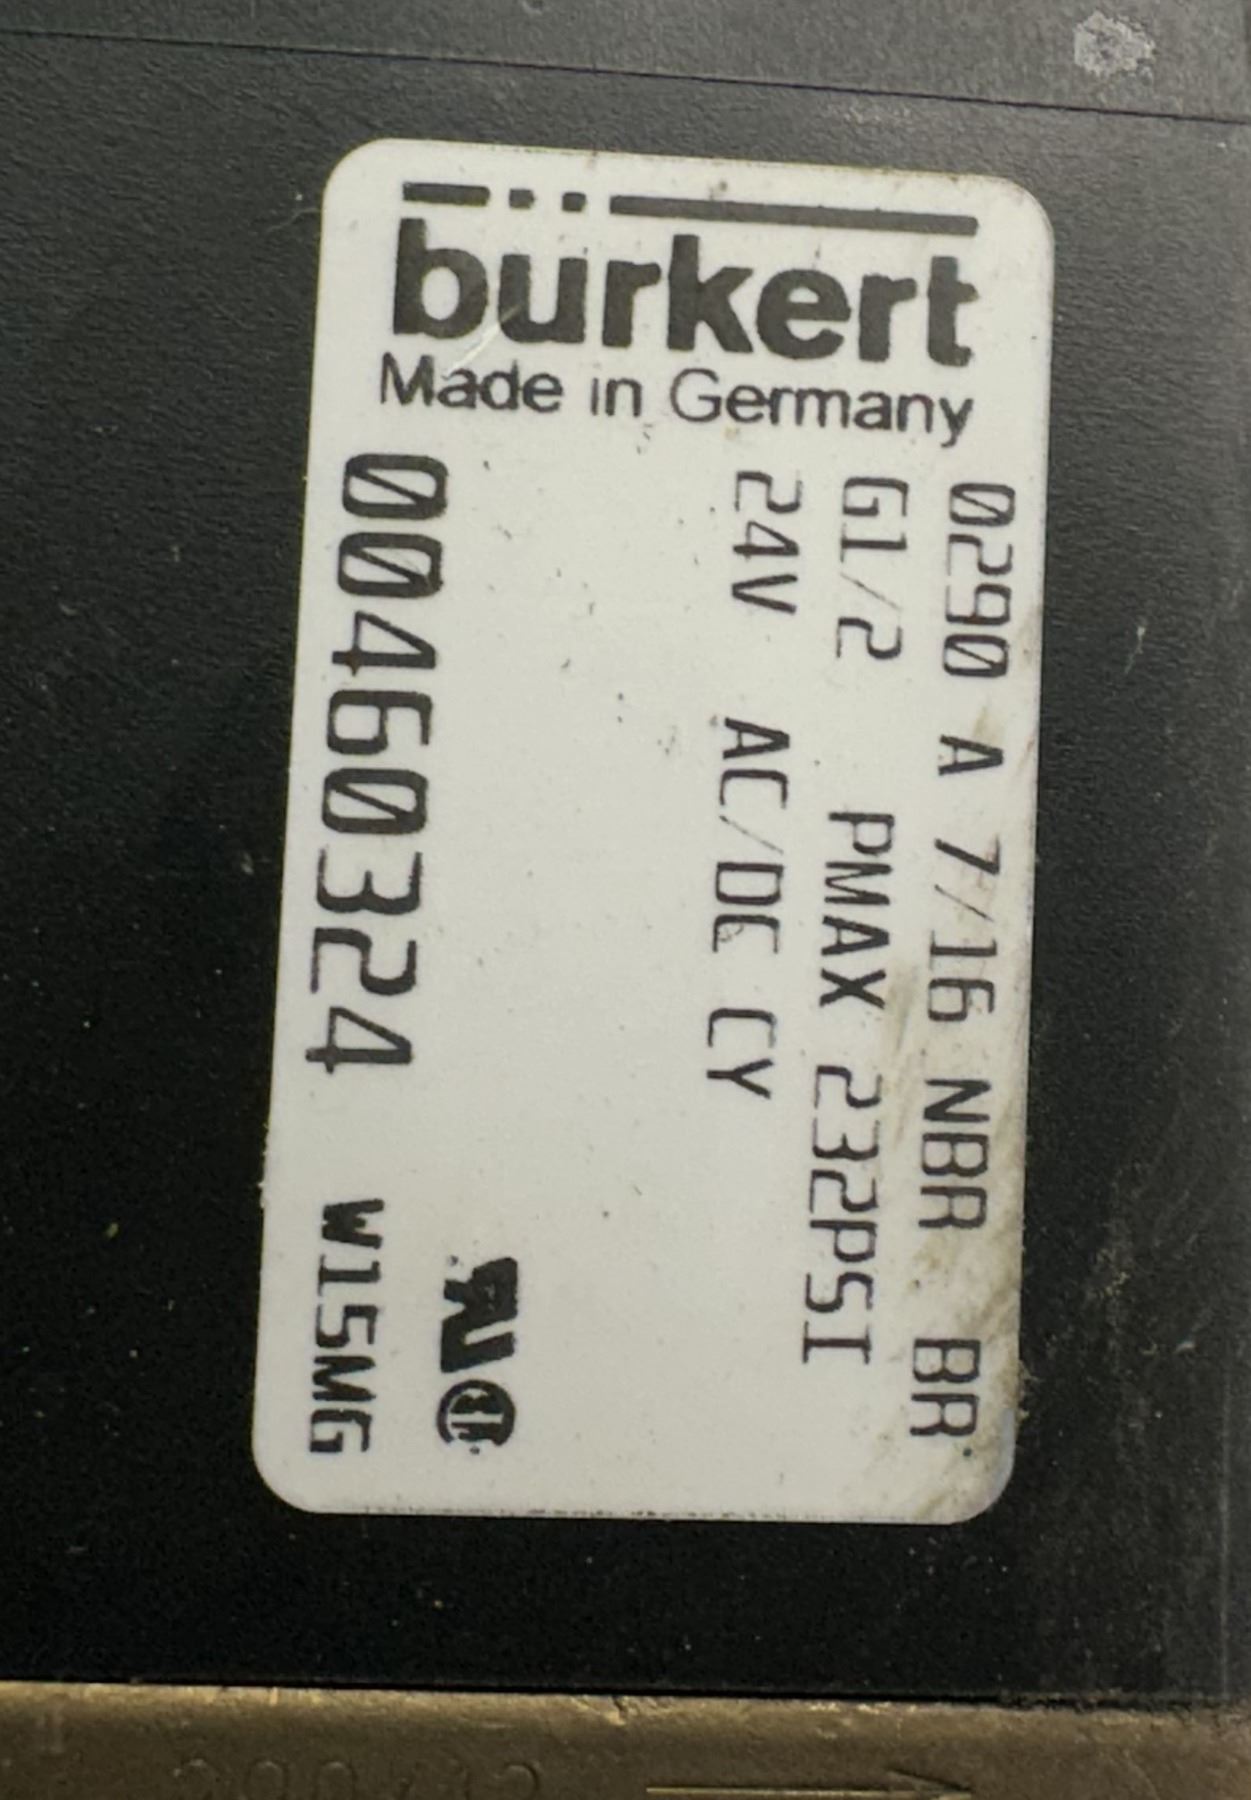 bürkert
Made in Germany
0290 A 7/16 NBR BR
G1/2 PMAX 232PSI
24V AC/DC CY
00460324 W15MG